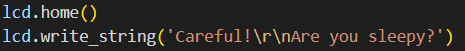 lcd.home()
lcd.write_string('Careful!\r\nAre you sleepy?')